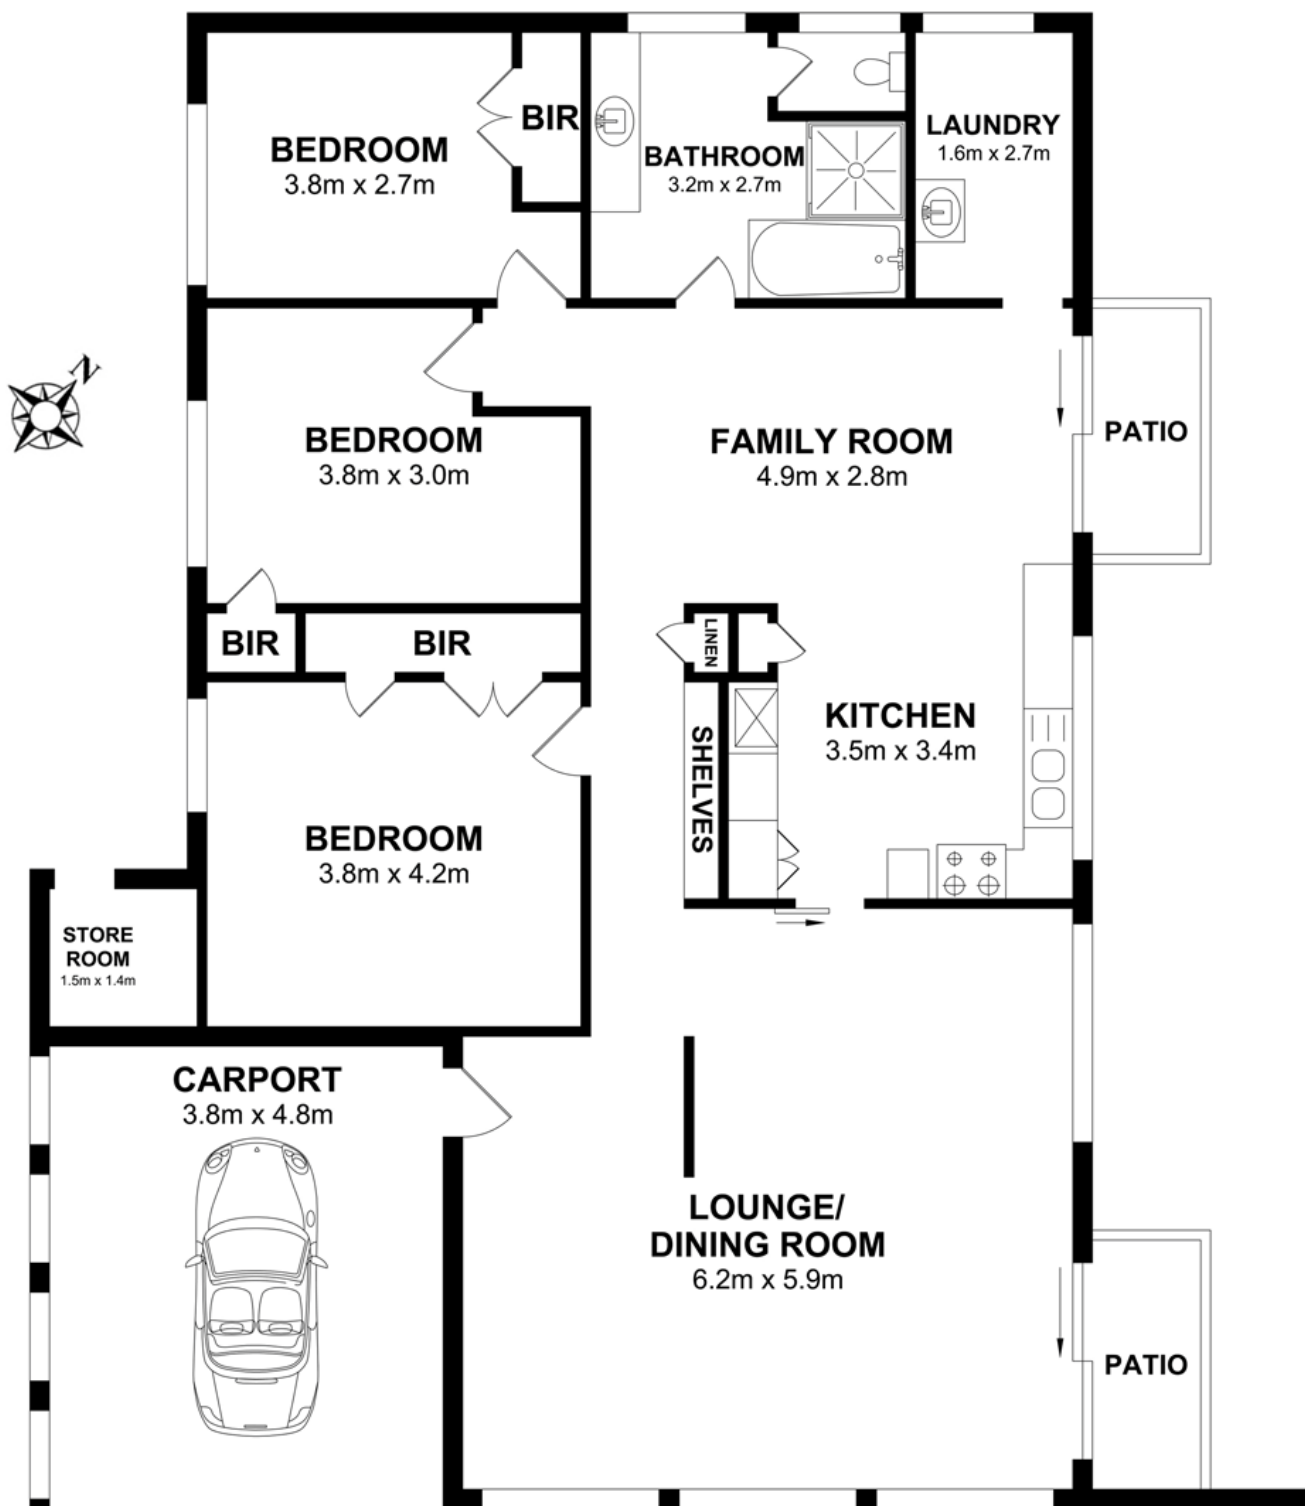 BEDROOM
3.8m x 2.7m
BIR
BATHROOM
3.2m x 2.7m
LAUNDRY
1.6m x 2.7m
N
BEDROOM
3.8m x 3.0m
FAMILY ROOM
4.9m x 2.8m
PATIO
BIR
BIR
LINEN
SHELVES
KITCHEN
3.5m x 3.4m
BEDROOM
3.8m x 4.2m
STORE
ROOM
1.5m x 1.4m
CARPORT
3.8m x 4.8m
LOUNGE/
DINING ROOM
6.2m x 5.9m
PATIO